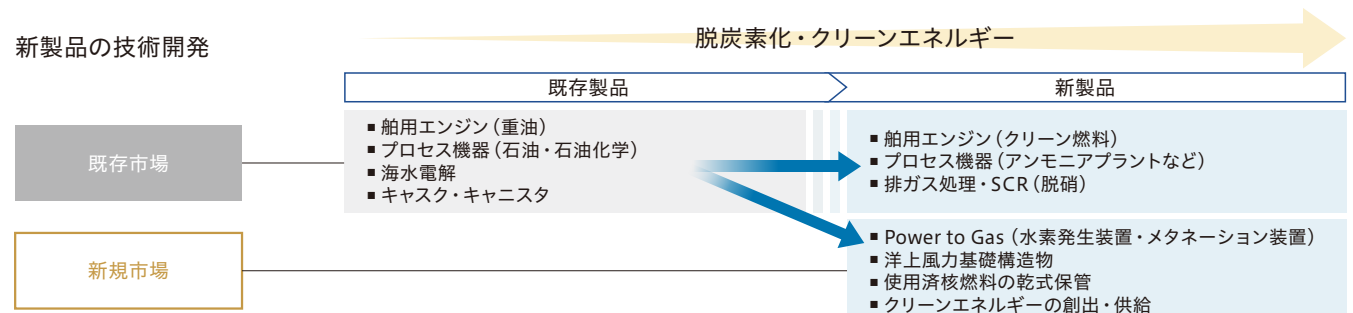 新製品の技術開発
脱炭素化・クリーンエネルギー
既存製品
新製品
既存市場
■ 舶用エンジン（重油）
■ プロセス機器（石油・石油化学）
■ 海水電解
■ キャスク・キャニスタ
■ 舶用エンジン（クリーン燃料）
■ プロセス機器（アンモニアプラントなど）
■ 排ガス処理・SCR（脱硝）
新規市場
■ Power to Gas（水素発生装置・メタネーション装置）
■ 洋上風力基礎構造物
■ 使用済核燃料の乾式保管
■ クリーンエネルギーの創出・供給